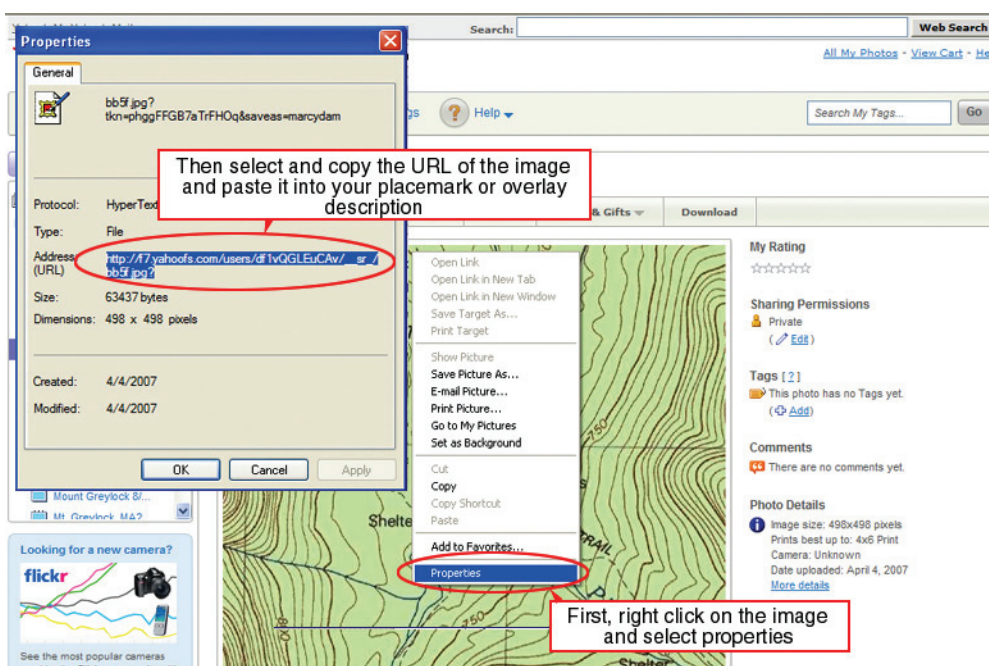 Search:
Web Search
All My Photos - View Cart -
Properties
General
bb5f.jpg?
tkn=phggFFGB7aTrFHOq&saveas=marcydam
Help
Search My Tags...
Go
Then select and copy the URL of the image
and paste it into your placemark or overlay
description
Protocol:
Type: File
Address: http://f7.yahoofs.com/users/df1vQGLEuCAv/__sr_/
(URL) bb5f.jpg?
Size: 63437 bytes
Dimensions: 498 x 498 pixels
Created: 4/4/2007
Modified: 4/4/2007
OK Cancel Apply
& Gifts
Download
Open Link
Open Link in New Tab
Open Link in New Window
Save Target As...
Print Target
Show Picture
Save Picture As...
E-mail Picture...
Print Picture...
Go to My Pictures
Set as Background
Cut
Copy
Copy Shortcut
Paste
Add to Favorites...
Properties
First, right click on the image
and select properties
My Rating
Sharing Permissions
Private
( Edit )
Tags [ ? ]
This photo has no Tags yet.
( Add)
Comments
There are no comments yet.
Photo Details
Image size: 498x498 pixels
Prints best up to: 4x6 Print
Camera: Unknown
Date uploaded: April 4, 2007
More details
Mount Greylock 8/...
Mt. Greylock, MA?
Looking for a new camera?
flickr
See the most popular cameras
750
750
800
TRAIL
Shelter